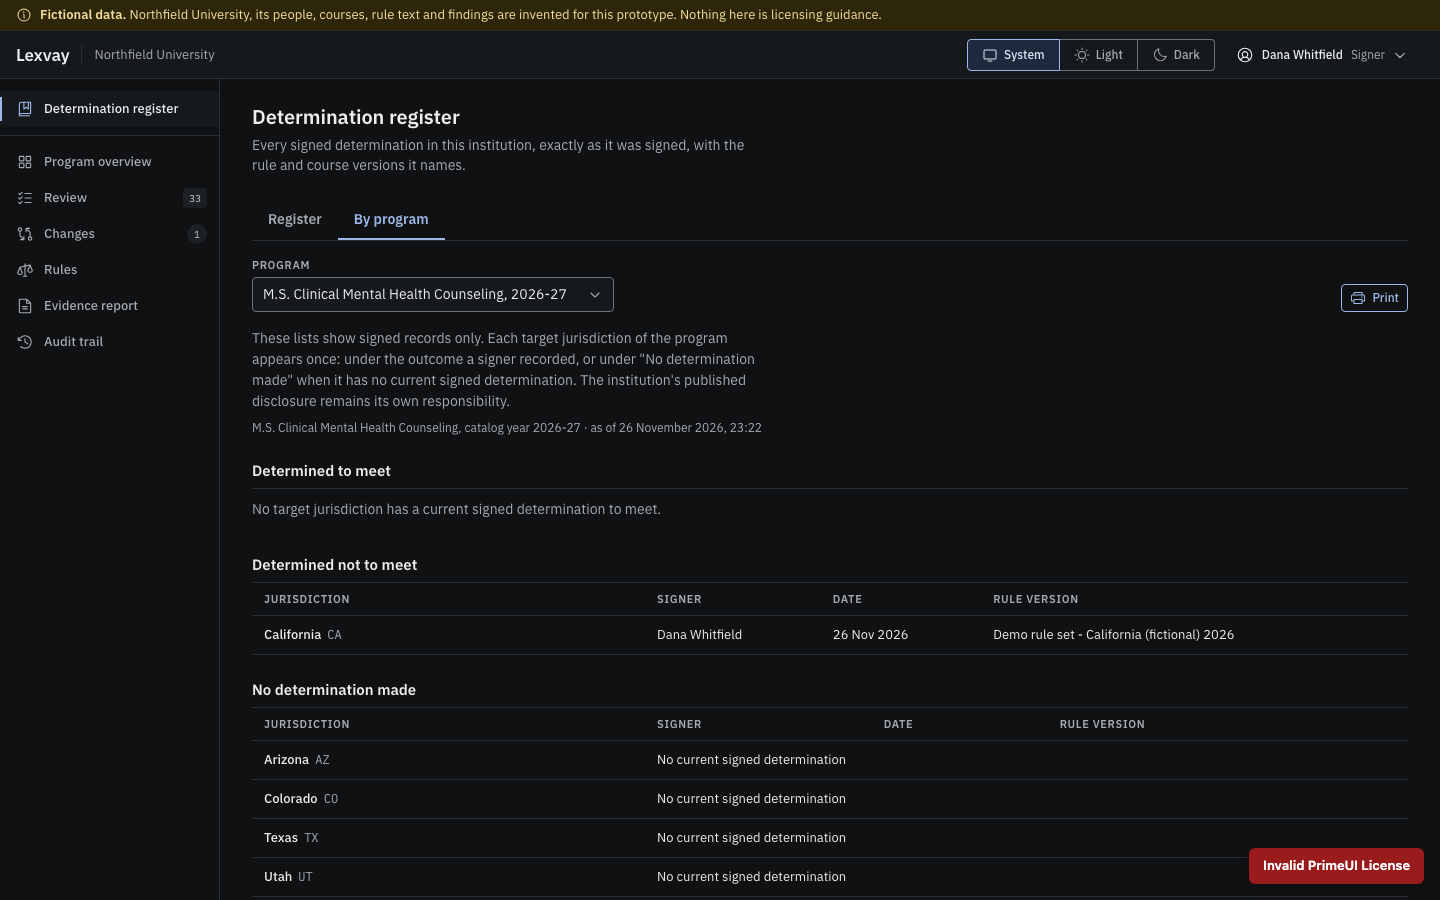 Fictional data. Northfield University, its people, courses, rule text and findings are invented for this prototype. Nothing here is licensing guidance.
Lexvay
Northfield University
System
Light
Dark
Dana Whitfield Signer
Determination register
Program overview
Review 33
Changes 1
Rules
Evidence report
Audit trail
Determination register
Every signed determination in this institution, exactly as it was signed, with the
rule and course versions it names.
Register
By program
PROGRAM
M.S. Clinical Mental Health Counseling, 2026-27
Print
These lists show signed records only. Each target jurisdiction of the program
appears once: under the outcome a signer recorded, or under "No determination
made" when it has no current signed determination. The institution's published
disclosure remains its own responsibility.
M.S. Clinical Mental Health Counseling, catalog year 2026-27 · as of 26 November 2026, 23:22
Determined to meet
No target jurisdiction has a current signed determination to meet.
Determined not to meet
JURISDICTION SIGNER DATE RULE VERSION
California CA Dana Whitfield 26 Nov 2026 Demo rule set - California (fictional) 2026
No determination made
JURISDICTION SIGNER DATE RULE VERSION
Arizona AZ No current signed determination
Colorado CO No current signed determination
Texas TX No current signed determination
Utah UT No current signed determination
Invalid PrimeUI License